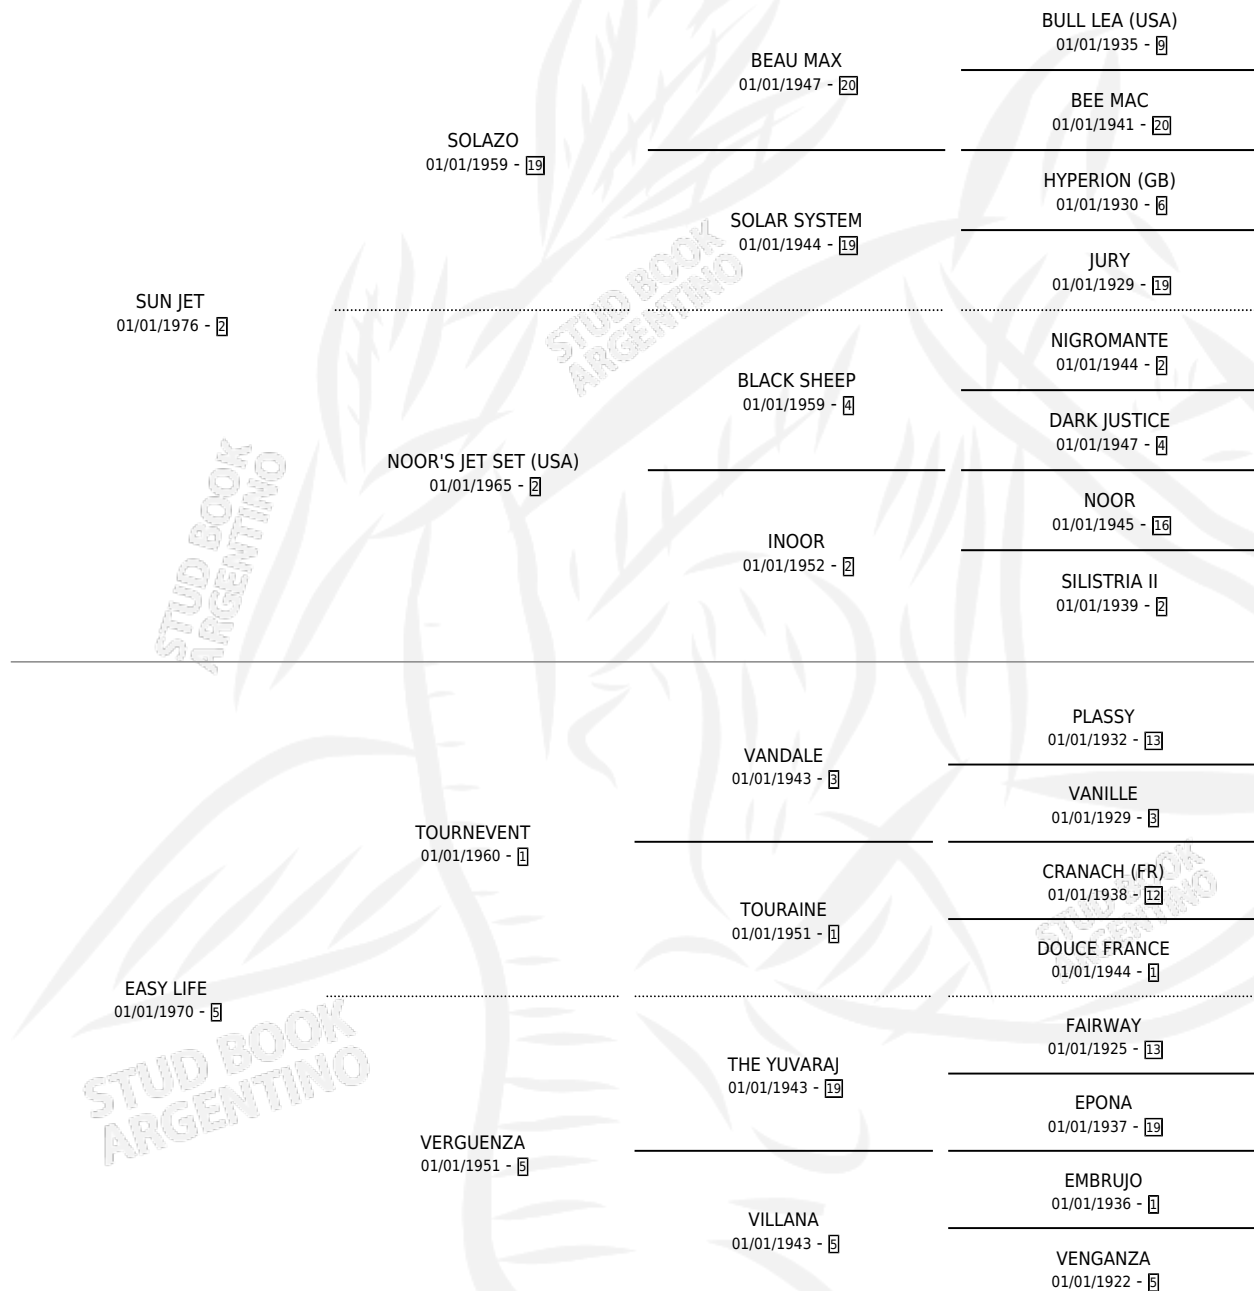 BULL LEA (USA)
01/01/1935 - 9
BEAU MAX
01/01/1947 - 20
BEE MAC
01/01/1941 - 20
SOLAZO
01/01/1959 - 19
HYPERION (GB)
01/01/1930 - 6
SOLAR SYSTEM
01/01/1944 - 19
JURY
01/01/1929 - 19
SUN JET
01/01/1976 - 2
NIGROMANTE
01/01/1944 - 2
BLACK SHEEP
01/01/1959 - 4
DARK JUSTICE
01/01/1947 - 4
NOOR'S JET SET (USA)
01/01/1965 - 2
NOOR
01/01/1945 - 16
INOOR
01/01/1952 - 2
SILISTRIA II
01/01/1939 - 2
PLASSY
01/01/1932 - 13
VANDALE
01/01/1943 - 3
VANILLE
01/01/1929 - 3
TOURNEVENT
01/01/1960 - 1
CRANACH (FR)
01/01/1938 - 12
TOURAINE
01/01/1951 - 1
DOUCE FRANCE
01/01/1944 - 1
EASY LIFE
01/01/1970 - 5
FAIRWAY
01/01/1925 - 13
THE YUVARAJ
01/01/1943 - 19
EPONA
01/01/1937 - 19
VERGUENZA
01/01/1951 - 5
EMBRUJO
01/01/1936 - 1
VILLANA
01/01/1943 - 5
VENGANZA
01/01/1922 - 5
STUD BOOK
ARGENTINO
STUD BOOK
ARGENTINO
STUD BOOK
ARGENTINO
STUD BOOK
ARGENTINO